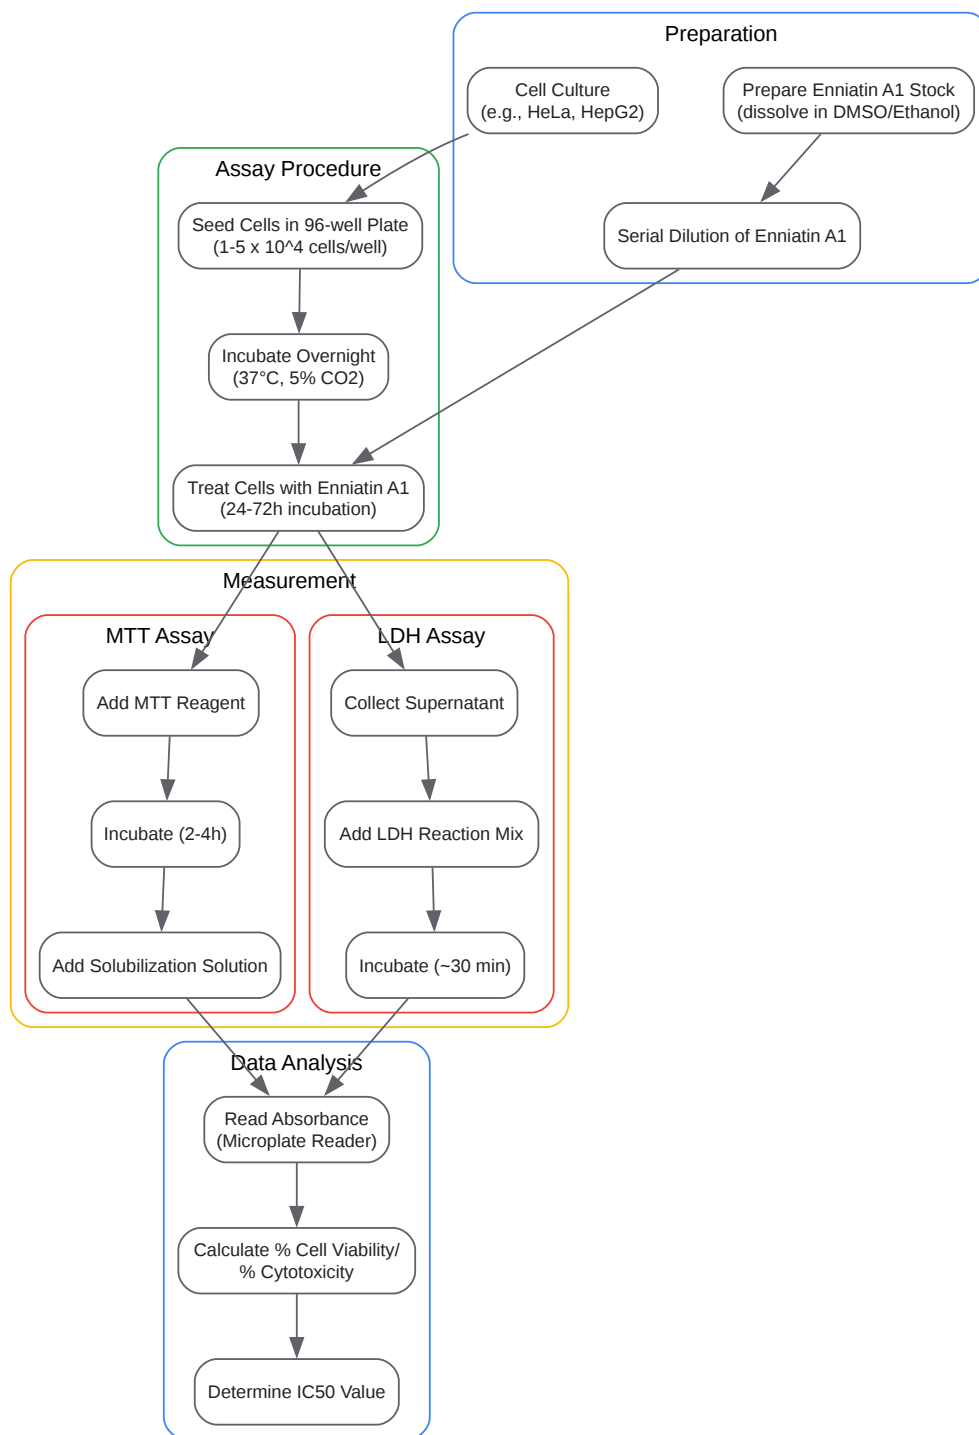 Preparation
Cell Culture
(e.g., HeLa, HepG2)
Prepare Enniatin A1 Stock
(dissolve in DMSO/Ethanol)
Serial Dilution of Enniatin A1
Assay Procedure
Seed Cells in 96-well Plate
(1-5 x 10^4 cells/well)
Incubate Overnight
(37°C, 5% CO2)
Treat Cells with Enniatin A1
(24-72h incubation)
Measurement
MTT Assay
Add MTT Reagent
Incubate (2-4h)
Add Solubilization Solution
LDH Assay
Collect Supernatant
Add LDH Reaction Mix
Incubate (~30 min)
Data Analysis
Read Absorbance
(Microplate Reader)
Calculate % Cell Viability/
% Cytotoxicity
Determine IC50 Value